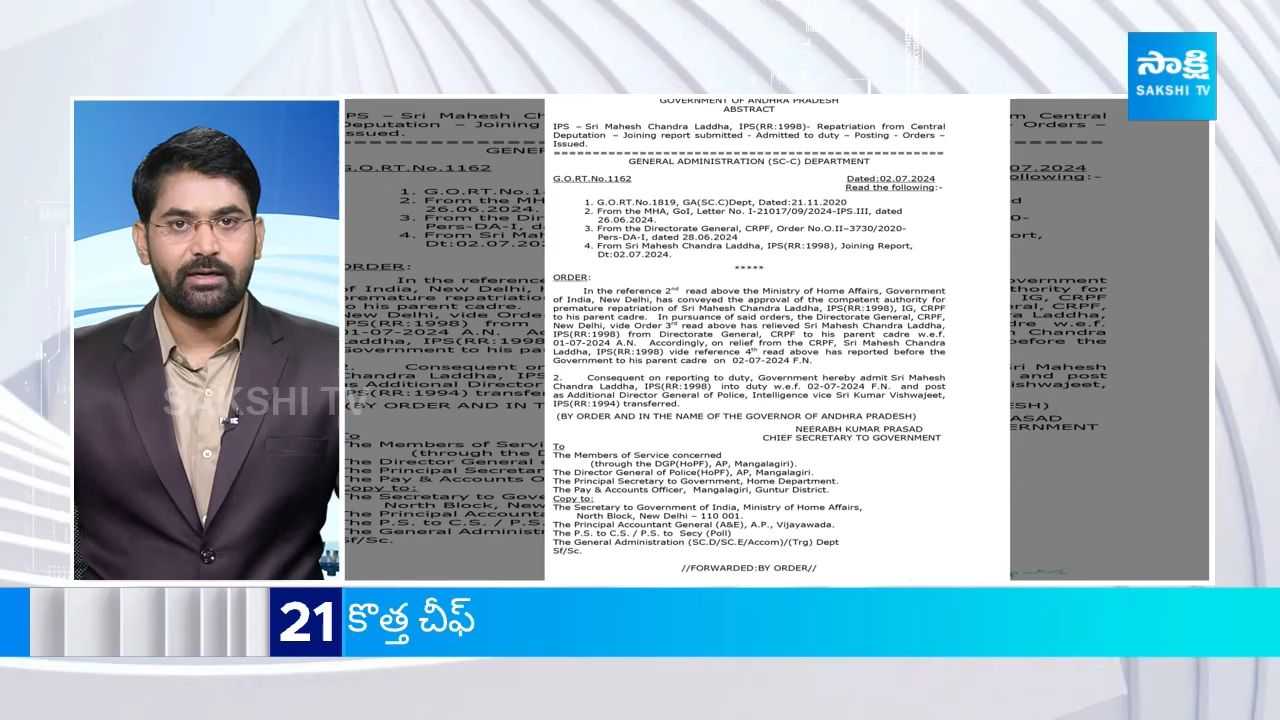 సాక్షి
SAKSHI TV
GOVERNMENT OF ANDHRA PRADESH
ABSTRACT
IPS – Sri Mahesh Chandra Laddha, IPS(RR:1998)- Repatriation from Central
Deputation – Joining report submitted - Admitted to duty – Posting - Orders –
Issued.
GENERAL ADMINISTRATION (SC-C) DEPARTMENT
G.O.RT.No.1162 Dated:02.07.2024
Read the following:-
1. G.O.RT.No.1819, GA(SC.C)Dept, Dated:21.11.2020
2. From the MHA, GoI, Letter No. I-21017/09/2024-IPS.III, dated
26.06.2024.
3. From the Directorate General, CRPF, Order No.O.II–3730/2020-
Pers-DA-I, dated 28.06.2024
4. From Sri Mahesh Chandra Laddha, IPS(RR:1998), Joining Report,
Dt:02.07.2024.
*****
ORDER:
In the reference 2nd read above the Ministry of Home Affairs, Government
of India, New Delhi, has conveyed the approval of the competent authority for
premature repatriation of Sri Mahesh Chandra Laddha, IPS(RR:1998), IG, CRPF
to his parent cadre. In pursuance of said orders, the Directorate General, CRPF,
New Delhi, vide Order 3rd read above has relieved Sri Mahesh Chandra Laddha,
IPS(RR:1998) from Directorate General, CRPF to his parent cadre w.e.f.
01-07-2024 A.N. Accordingly, on relief from the CRPF, Sri Mahesh Chandra
Laddha, IPS(RR:1998) vide reference 4th read above has reported before the
Government to his parent cadre on 02-07-2024 F.N.
2. Consequent on reporting to duty, Government hereby admit Sri Mahesh
Chandra Laddha, IPS(RR:1998) into duty w.e.f. 02-07-2024 F.N. and post
as Additional Director General of Police, Intelligence vice Sri Kumar Vishwajeet,
IPS(RR:1994) transferred.
(BY ORDER AND IN THE NAME OF THE GOVERNOR OF ANDHRA PRADESH)
NEERABH KUMAR PRASAD
CHIEF SECRETARY TO GOVERNMENT
To
The Members of Service concerned
(through the DGP(HoPF), AP, Mangalagiri).
The Director General of Police(HoPF), AP, Mangalagiri.
The Principal Secretary to Government, Home Department.
The Pay & Accounts Officer, Mangalagiri, Guntur District.
Copy to:
The Secretary to Government of India, Ministry of Home Affairs,
North Block, New Delhi – 110 001.
The Principal Accountant General (A&E), A.P., Vijayawada.
The P.S. to C.S. / P.S. to Secy (Poll)
The General Administration (SC.D/SC.E/Accom)/(Trg) Dept
Sf/Sc.
//FORWARDED:BY ORDER//
SAKSHI TV
21 కొత్త చీఫ్